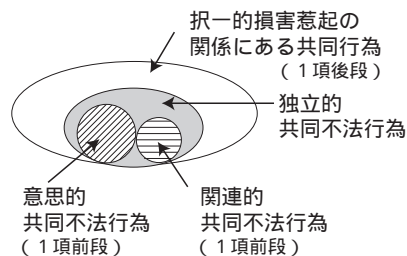 択一的損害惹起の
関係にある共同行為
（１項後段）
独立的
共同不法行為
意思的
共同不法行為
（１項前段）
関連的
共同不法行為
（１項前段）